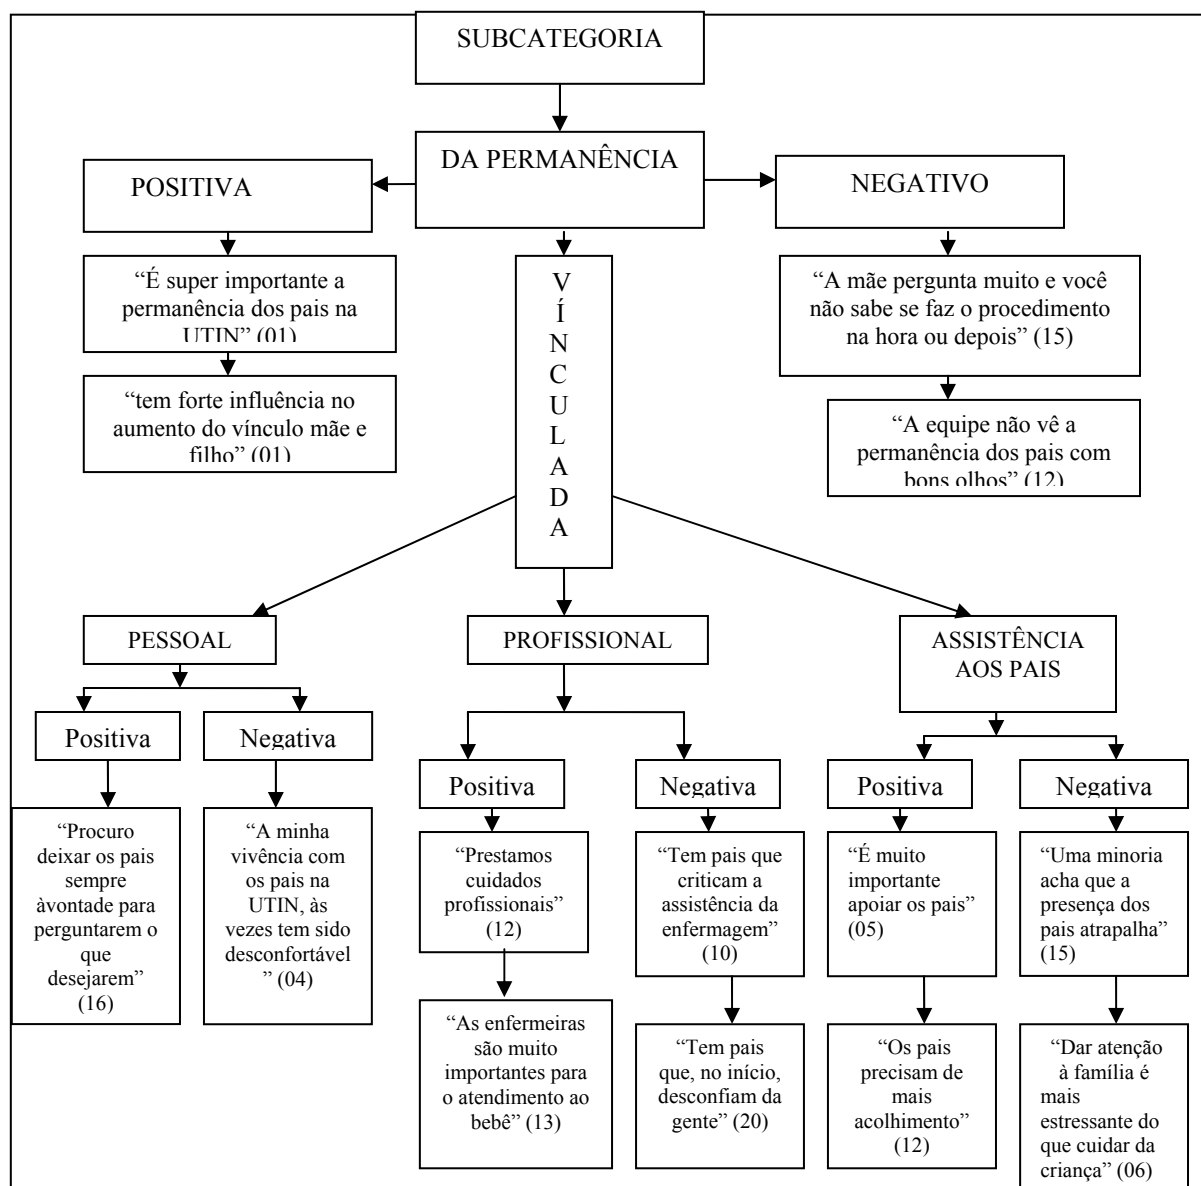 SUBCATEGORIA
DA PERMANÊNCIA
POSITIVA
NEGATIVO
“É super importante a
permanência dos pais na
UTIN” (01)
“tem forte influência no
aumento do vínculo mãe e
filho” (01)
V
Í
N
C
U
L
A
D
A
“A mãe pergunta muito e você
não sabe se faz o procedimento
na hora ou depois” (15)
“A equipe não vê a
permanência dos pais com
bons olhos” (12)
PESSOAL
Positiva
Negativa
“Procuro
deixar os pais
sempre
àvontade para
perguntarem o
que
desejarem”
(16)
“A minha
vivência com
os pais na
UTIN, às
vezes tem sido
desconfortável
” (04)
PROFISSIONAL
Positiva
Negativa
“Prestamos
cuidados
profissionais”
(12)
“As enfermeiras
são muito
importantes para
o atendimento ao
bebê” (13)
“Tem pais que
criticam a
assistência da
enfermagem”
(10)
“Tem pais
que, no início,
desconfiam da
gente” (20)
ASSISTÊNCIA
AOS PAIS
Positiva
Negativa
“É muito
importante
apoiar os pais”
(05)
“Os pais
precisam de
mais
acolhimento”
(12)
“Uma minoria
acha que a
presença dos
pais atrapalha”
(15)
“Dar atenção
à família é
mais
estressante do
que cuidar da
criança” (06)